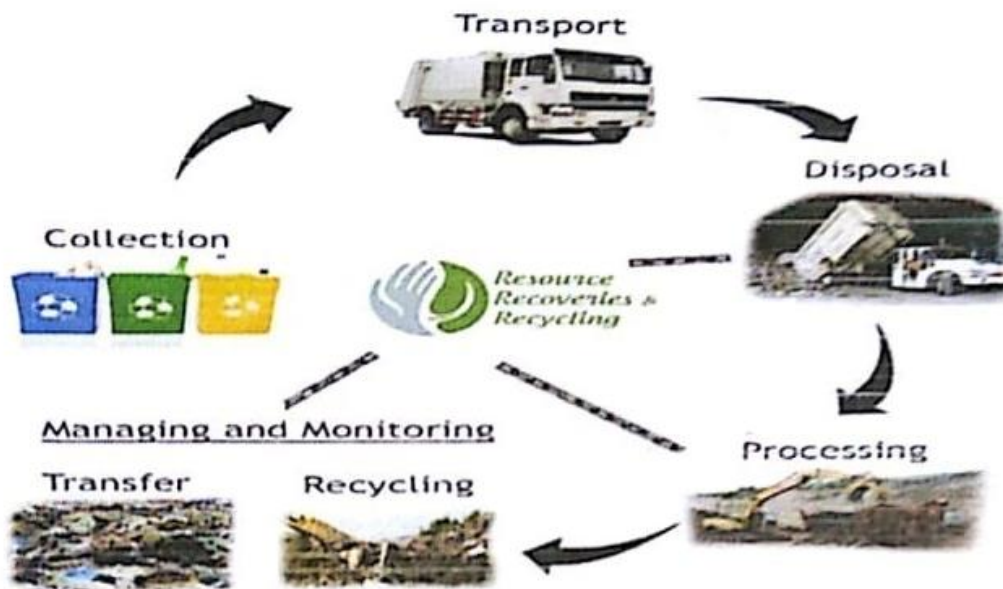 Transport
Disposal
Collection
Resource
Recoveries &
Recycling
Managing and Monitoring
Processing
Transfer
Recycling